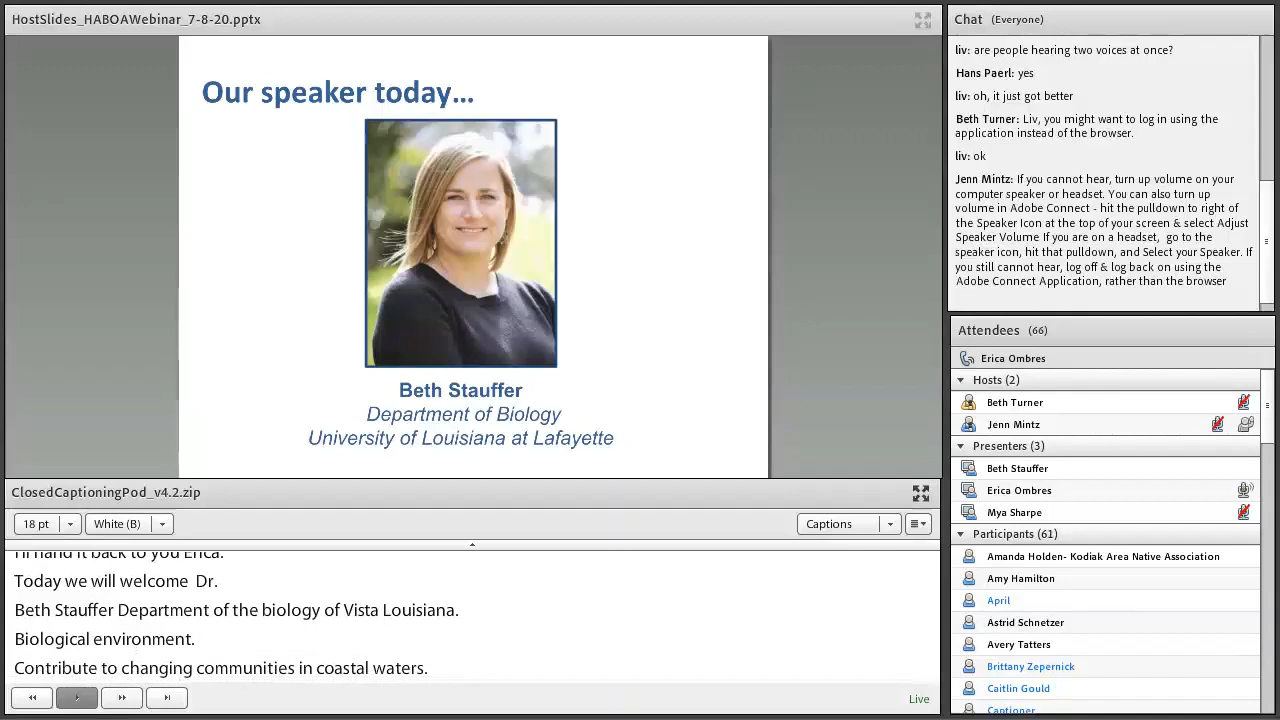 HostSlides_HABOAWebinar_7-8-20.pptx
Our speaker today...
Beth Stauffer
Department of Biology
University of Louisiana at Lafayette
ClosedCaptioningPod_v4.2.zip
18 pt
White (B)
Captions
I'll hand it back to you Erica.
Today we will welcome  Dr.
Beth Stauffer Department of the biology of Vista Louisiana.
Biological environment.
Contribute to changing communities in coastal waters.
Live
Chat (Everyone)
liv: are people hearing two voices at once?
Hans Paerl: yes
liv: oh, it just got better
Beth Turner: Liv, you might want to log in using the
application instead of the browser.
liv: ok
Jenn Mintz: If you cannot hear, turn up volume on your
computer speaker or headset. You can also turn up
volume in Adobe Connect - hit the pulldown to right of
the Speaker Icon at the top of your screen & select Adjust
Speaker Volume If you are on a headset,  go to the
speaker icon, hit that pulldown, and Select your Speaker. If
you still cannot hear, log off & log back on using the
Adobe Connect Application, rather than the browser
Attendees (66)
Erica Ombres
Hosts (2)
Beth Turner
Jenn Mintz
Presenters (3)
Beth Stauffer
Erica Ombres
Mya Sharpe
Participants (61)
Amanda Holden- Kodiak Area Native Association
Amy Hamilton
April
Astrid Schnetzer
Avery Tatters
Brittany Zepernick
Caitlin Gould
Captioner